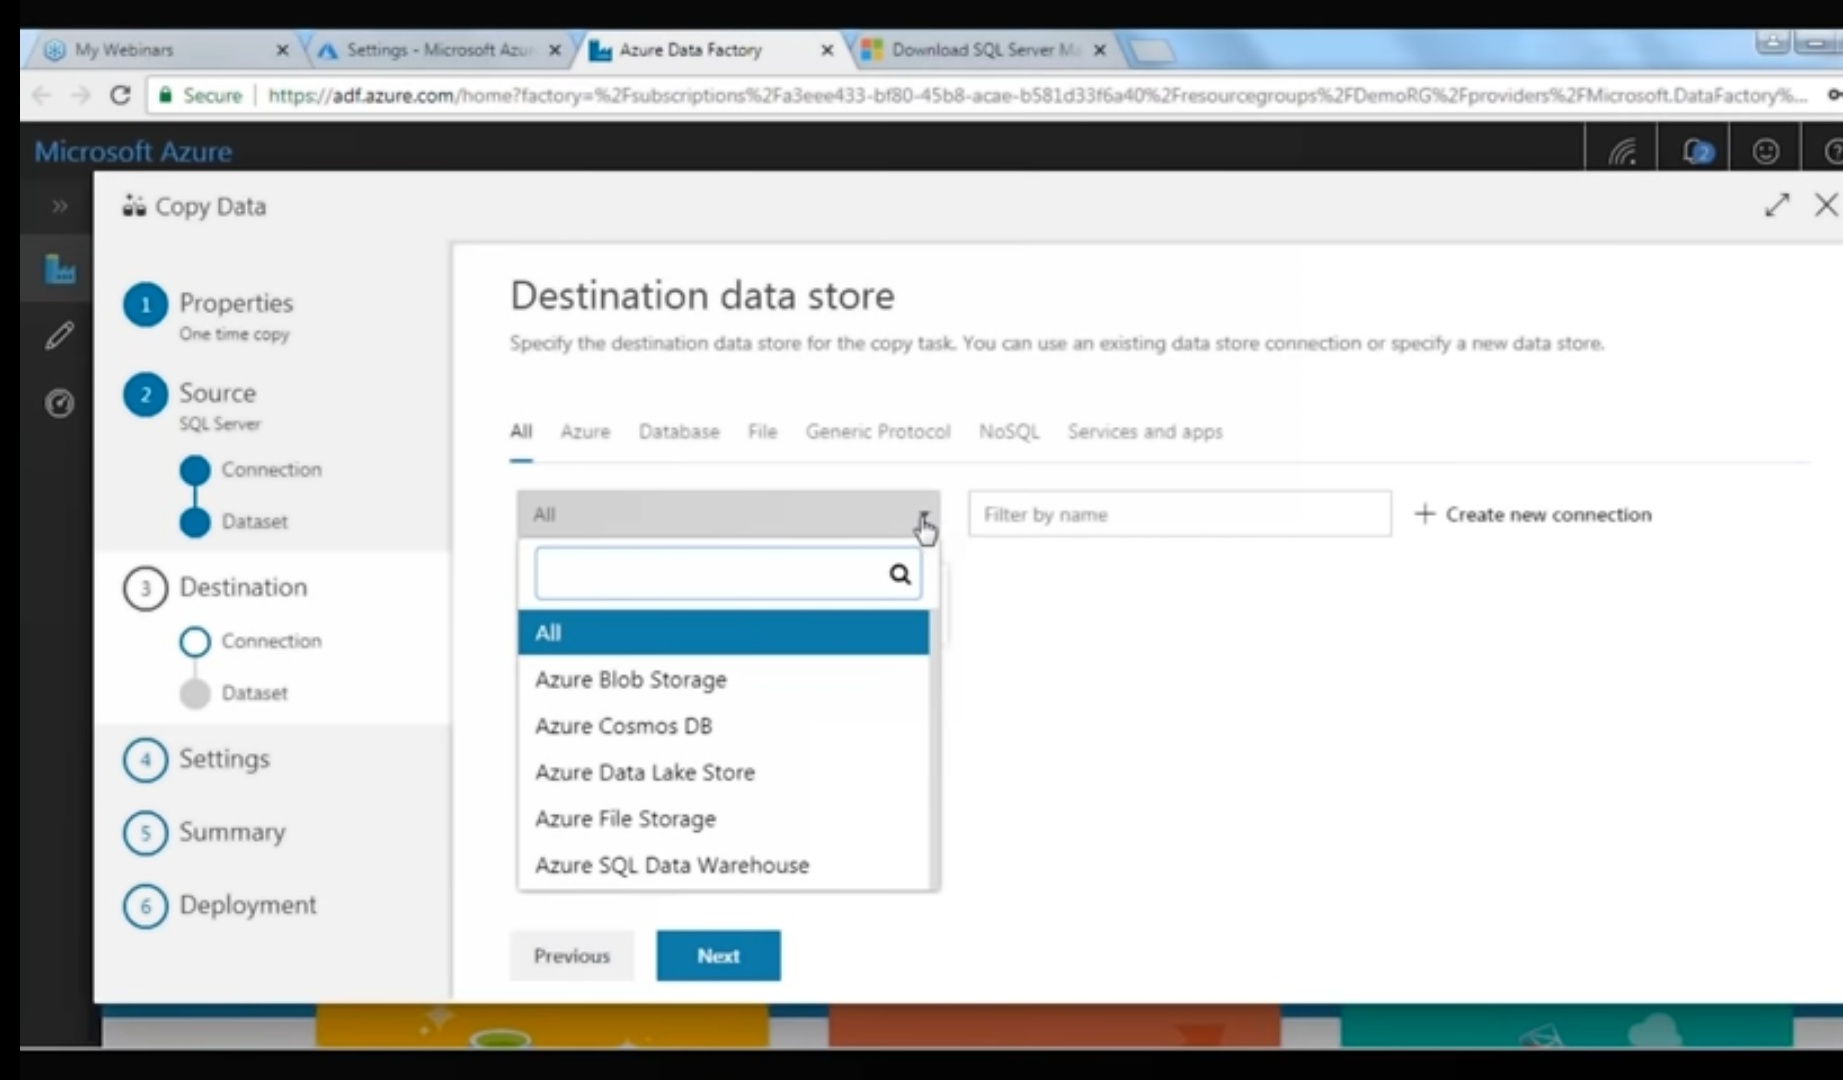 My Webinars
Settings - Microsoft Azur
Azure Data Factory
Download SQL Server Ma
Secure | https://adf.azure.com/home?factory=%2Fsubscriptions%2Fa3eee433-bf80-45b8-acae-b581d33f6a40%2Fresourcegroups%2FDemoRG%2Fproviders%2FMicrosoft.DataFactory%...
Microsoft Azure
2
Copy Data
1 Properties
One time copy
2 Source
SQL Server
Connection
Dataset
3 Destination
Connection
Dataset
4 Settings
5 Summary
6 Deployment
Destination data store
Specify the destination data store for the copy task. You can use an existing data store connection or specify a new data store.
All Azure Database File Generic Protocol NoSQL Services and apps
All
Filter by name
+ Create new connection
All
Azure Blob Storage
Azure Cosmos DB
Azure Data Lake Store
Azure File Storage
Azure SQL Data Warehouse
Previous Next